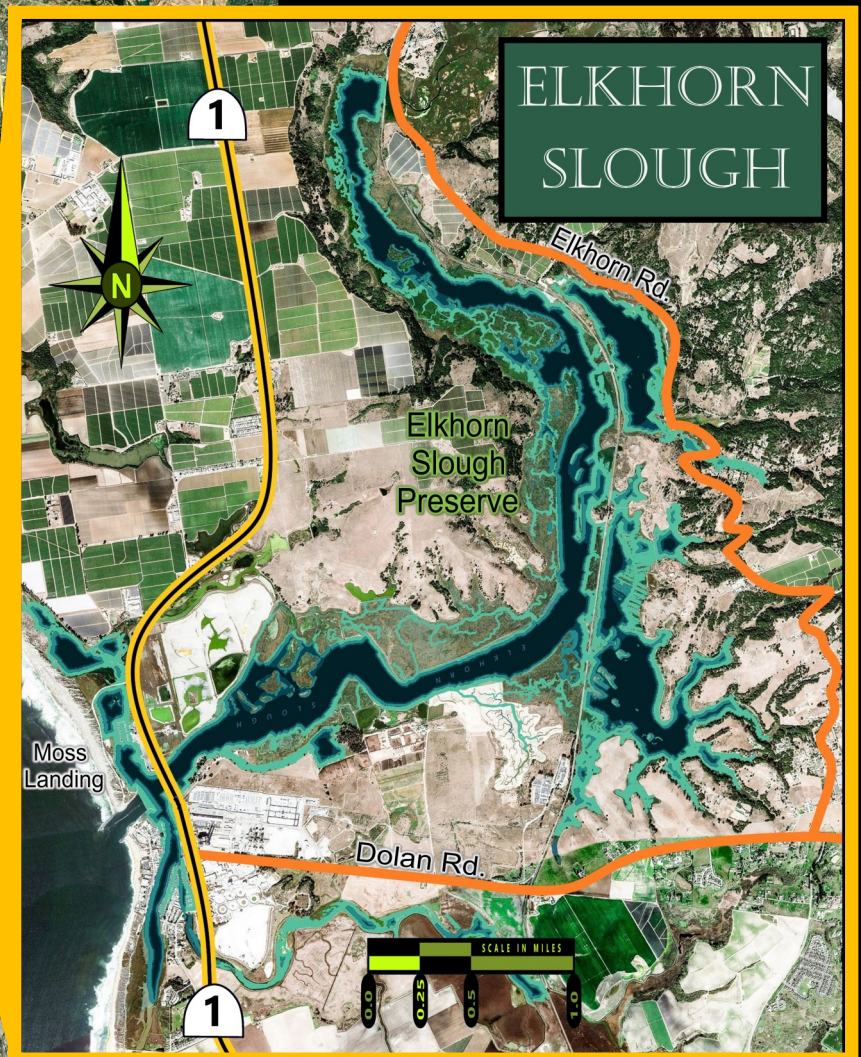 ELKHORN
SLOUGH
1
Elkhorn Rd.
N
Elkhorn
Slough
Preserve
ELKHORN
SLOUGH
Moss
Landing
Dolan Rd.
SCALE IN MILES
0.0
0.25
0.5
1.0
1